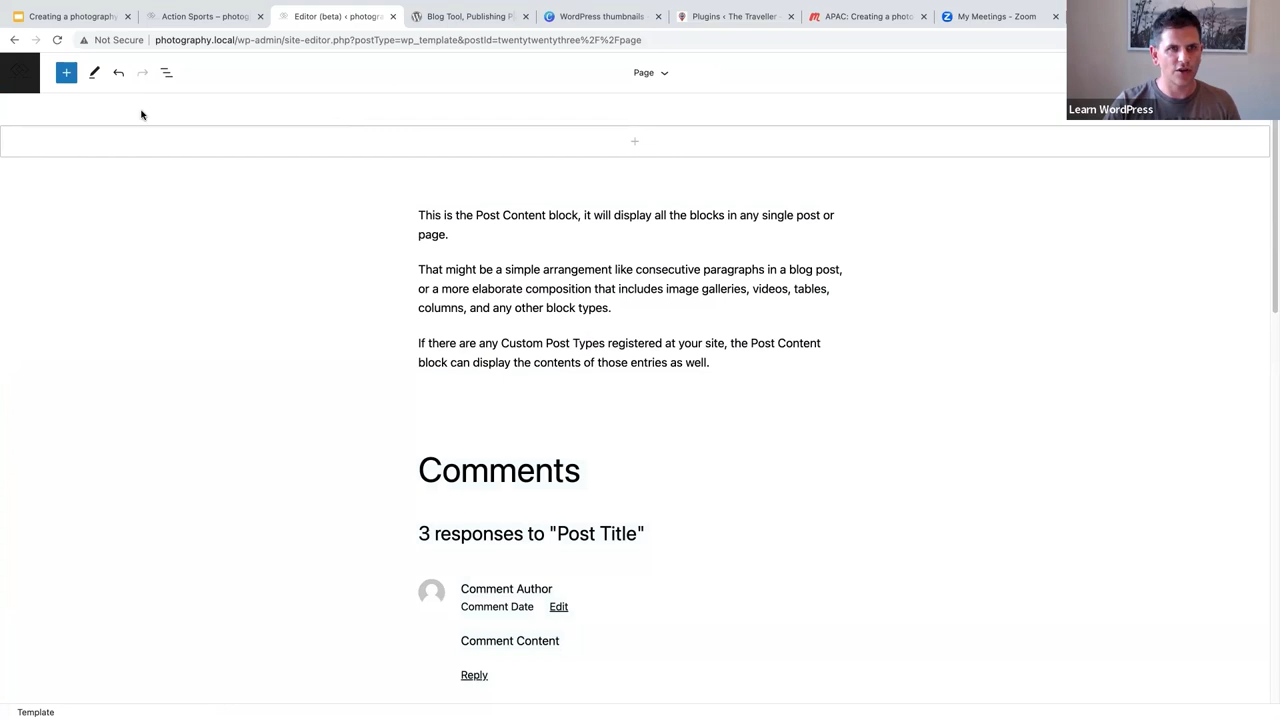 Creating a photography
Action Sports – photog
Editor (beta) ‹ photogra
Blog Tool, Publishing P
WordPress thumbnails
Plugins ‹ The Traveller
APAC: Creating a photo
My Meetings - Zoom
Not Secure
photography.local/wp-admin/site-editor.php?postType=wp_template&postId=twentytwentythree%2F%2Fpage
Page
Learn WordPress
This is the Post Content block, it will display all the blocks in any single post or
page.
That might be a simple arrangement like consecutive paragraphs in a blog post,
or a more elaborate composition that includes image galleries, videos, tables,
columns, and any other block types.
If there are any Custom Post Types registered at your site, the Post Content
block can display the contents of those entries as well.
Comments
3 responses to "Post Title"
Comment Author
Comment Date Edit
Comment Content
Reply
Template